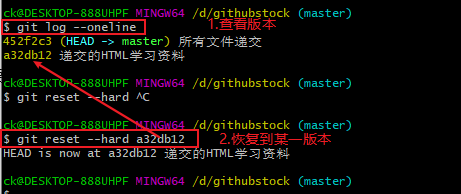 ck@DESKTOP-888UHPF MINGW64 /d/githubstock (master)
$ git log --oneline 1.查看版本
452f2c3 (HEAD -> master) 所有文件递交
a32db12 递交的HTML学习资料
ck@DESKTOP-888UHPF MINGW64 /d/githubstock (master)
$ git reset --hard ^C
ck@DESKTOP-888UHPF MINGW64 /d/githubstock (master)
$ git reset --hard a32db12 2.恢复到某一版本
HEAD is now at a32db12 递交的HTML学习资料
ck@DESKTOP-888UHPF MINGW64 /d/githubstock (master)